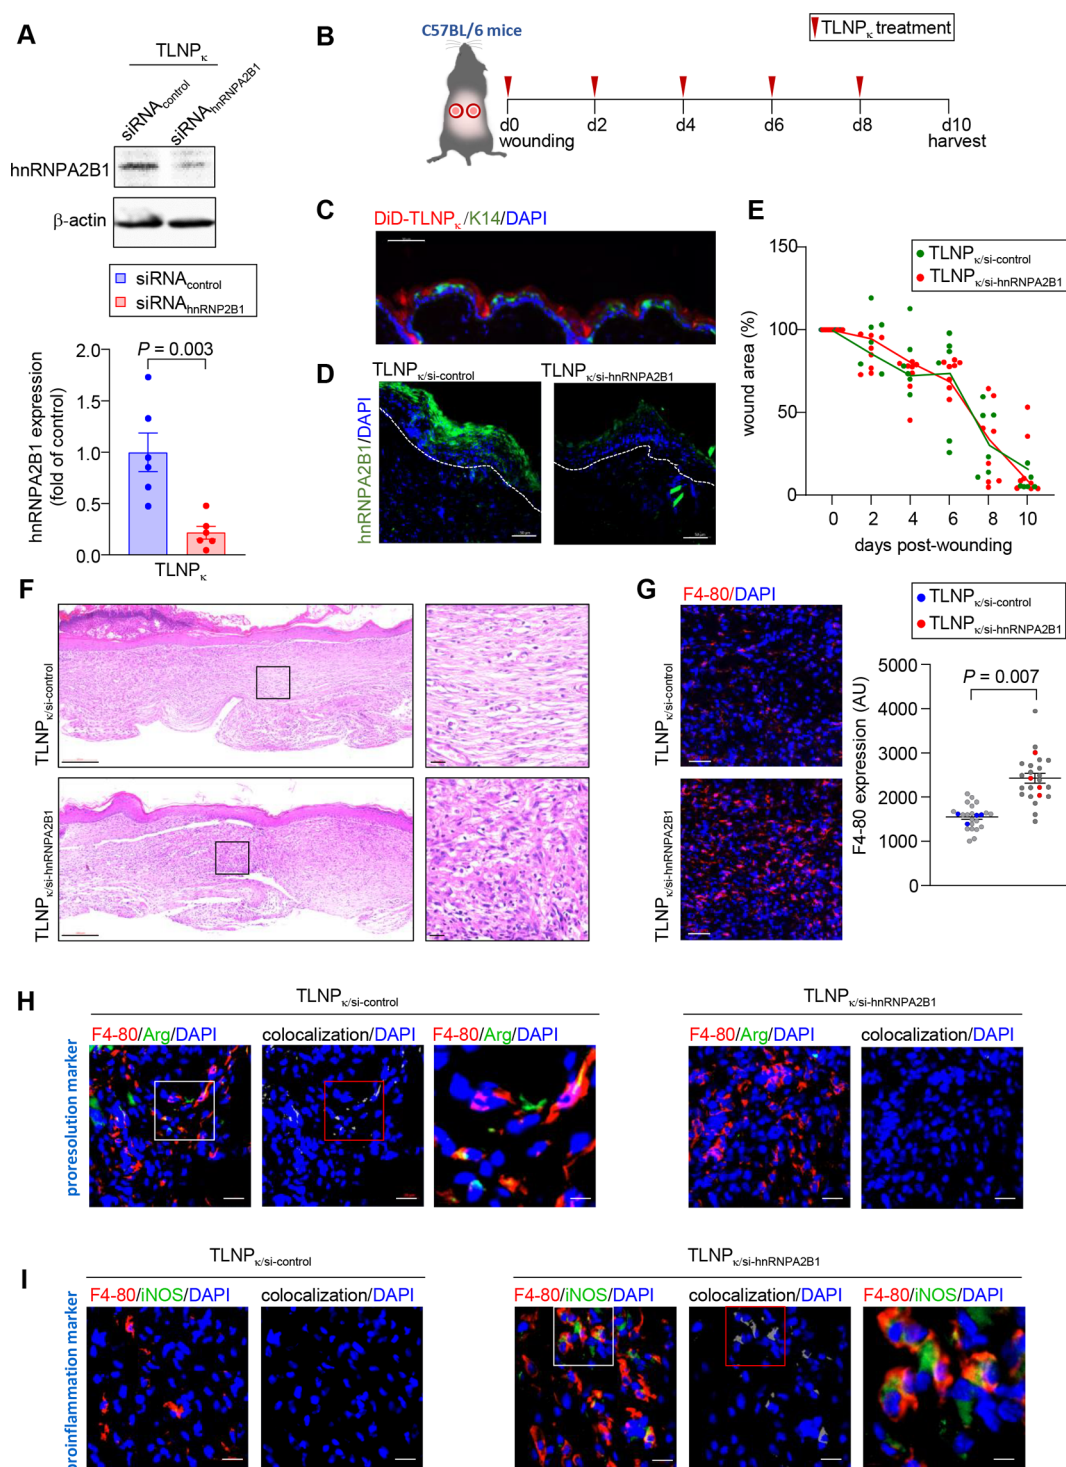 A
TLNPκ
siRNAcontrol
siRNAhnRNPA2B1
hnRNPA2B1
β-actin
siRNAcontrol
siRNAhnRNP2B1
hnRNPA2B1 expression
(fold of control)
2.0
1.5
1.0
0.5
0.0
P = 0.003
TLNPκ
B
C57BL/6 mice
TLNPκ treatment
d0
d2
d4
d6
d8
d10
wounding
harvest
C
DiD-TLNPκ/K14/DAPI
D
TLNPκ/si-control
TLNPκ/si-hnRNPA2B1
hnRNPA2B1/DAPI
E
TLNPκ/si-control
TLNPκ/si-hnRNPA2B1
wound area (%)
150
100
50
0
0 2 4 6 8 10
days post-wounding
F
TLNPκ/si-control
TLNPκ/si-hnRNPA2B1
G
F4-80/DAPI
TLNPκ/si-control
TLNPκ/si-hnRNPA2B1
TLNPκ/si-control
TLNPκ/si-hnRNPA2B1
F4-80 expression (AU)
5000
4000
3000
2000
1000
0
P = 0.007
H
TLNPκ/si-control
TLNPκ/si-hnRNPA2B1
proresolution marker
F4-80/Arg/DAPI
colocalization/DAPI
F4-80/Arg/DAPI
F4-80/Arg/DAPI
colocalization/DAPI
I
TLNPκ/si-control
TLNPκ/si-hnRNPA2B1
proinflammation marker
F4-80/iNOS/DAPI
colocalization/DAPI
F4-80/iNOS/DAPI
colocalization/DAPI
F4-80/iNOS/DAPI